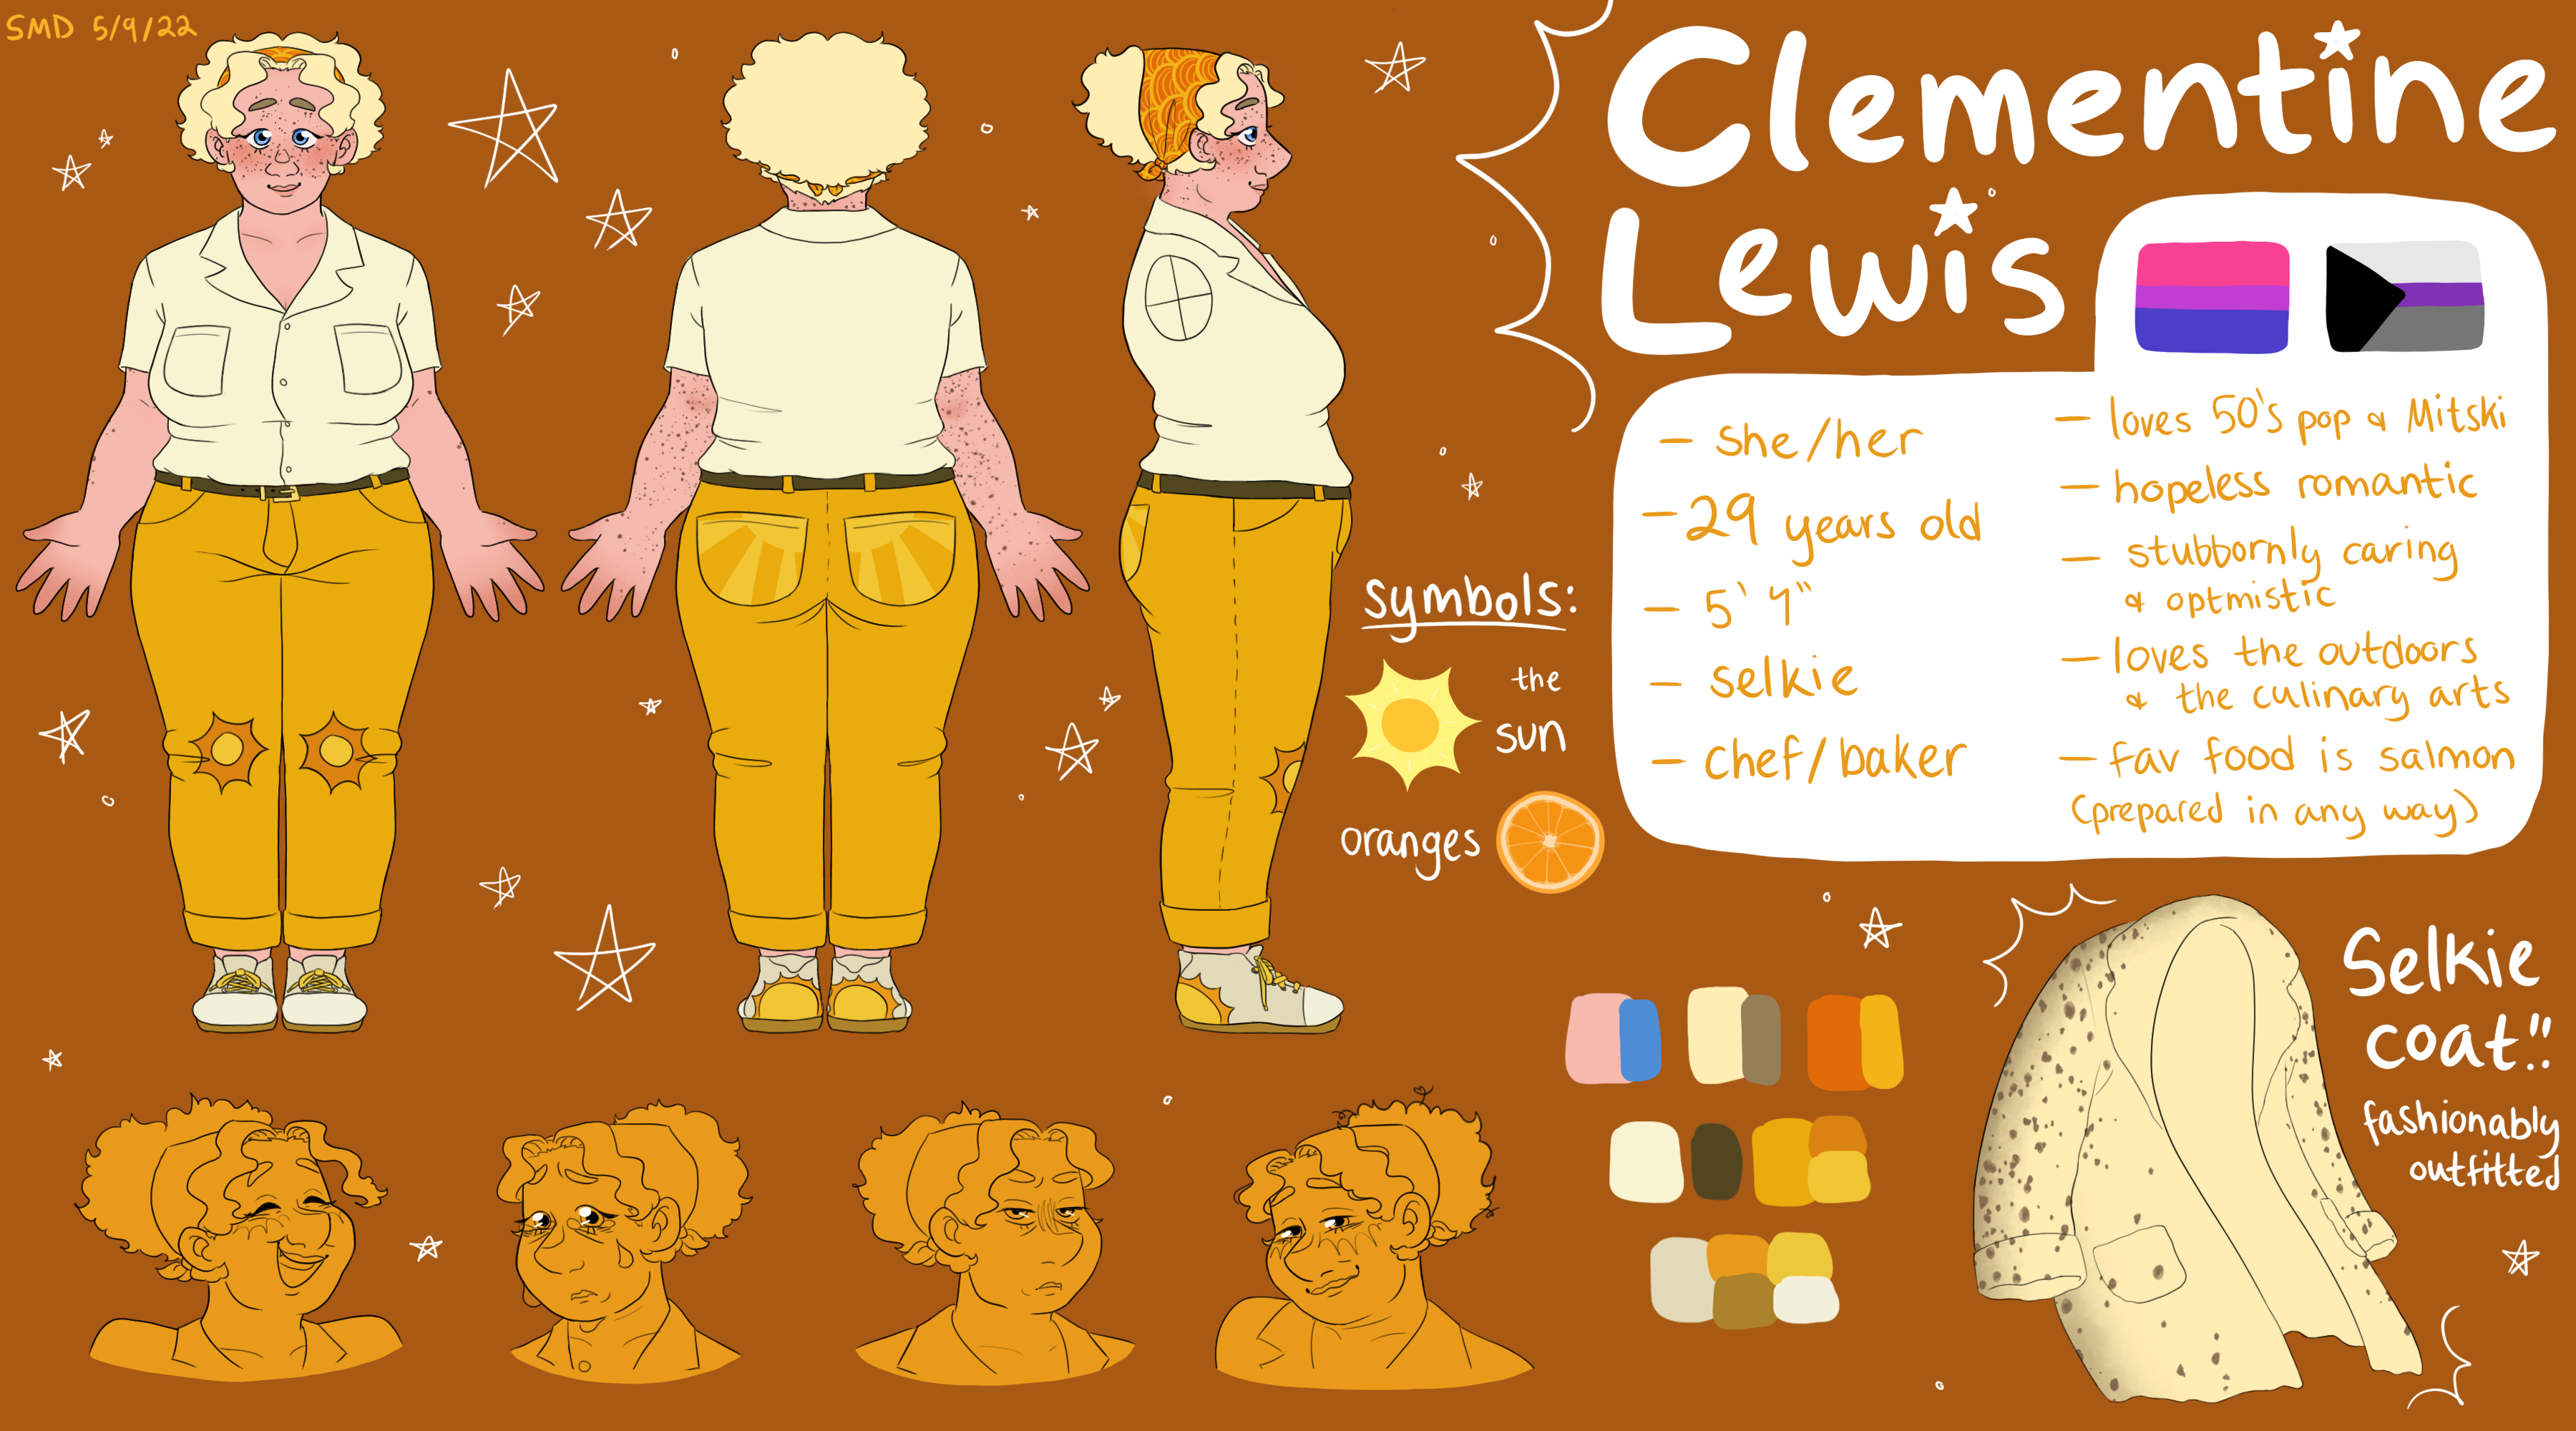 SMD 5/9/22
Clementine
Lewis
- she/her
- 29 years old
- 5' 4"
- selkie
- chef/baker
- loves 50's pop & Mitski
- hopeless romantic
- stubbornly caring
& optmistic
- loves the outdoors
& the culinary arts
- fav food is salmon
(prepared in any way)
symbols:
the
sun
oranges
Selkie
coat!!
fashionably
outfitted